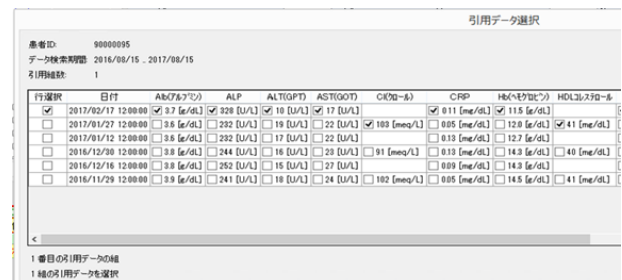 引用データ選択
患者ID: 90000095
データ検索期間: 2016/08/15 _ 2017/08/15
引用組数: 1
行選択 日付 Alb(アルブミン) ALP ALT(GPT) AST(GOT) Cl(クロール) CRP Hb(ヘモグロビン) HDLコレステロール
2017/02/17 12:00:00 3.7 [g/dL] 328 [U/L] 10 [U/L] 17 [U/L] 0.11 [mg/dL] 11.5 [g/dL]
2017/01/27 12:00:00 3.6 [g/dL] 232 [U/L] 19 [U/L] 22 [U/L] 103 [meq/L] 0.05 [mg/dL] 12.0 [g/dL] 41 [mg/dL]
2017/01/12 12:00:00 3.6 [g/dL] 232 [U/L] 17 [U/L] 22 [U/L] 0.13 [mg/dL] 12.7 [g/dL]
2016/12/30 12:00:00 3.8 [g/dL] 244 [U/L] 16 [U/L] 23 [U/L] 91 [meq/L] 0.13 [mg/dL] 14.3 [g/dL] 40 [mg/dL]
2016/12/16 12:00:00 3.8 [g/dL] 252 [U/L] 15 [U/L] 27 [U/L] 0.09 [mg/dL] 14.3 [g/dL]
2016/11/29 12:00:00 3.9 [g/dL] 241 [U/L] 18 [U/L] 24 [U/L] 102 [meq/L] 0.05 [mg/dL] 14.5 [g/dL] 41 [mg/dL]
1 番目の引用データの組
1 組の引用データを選択